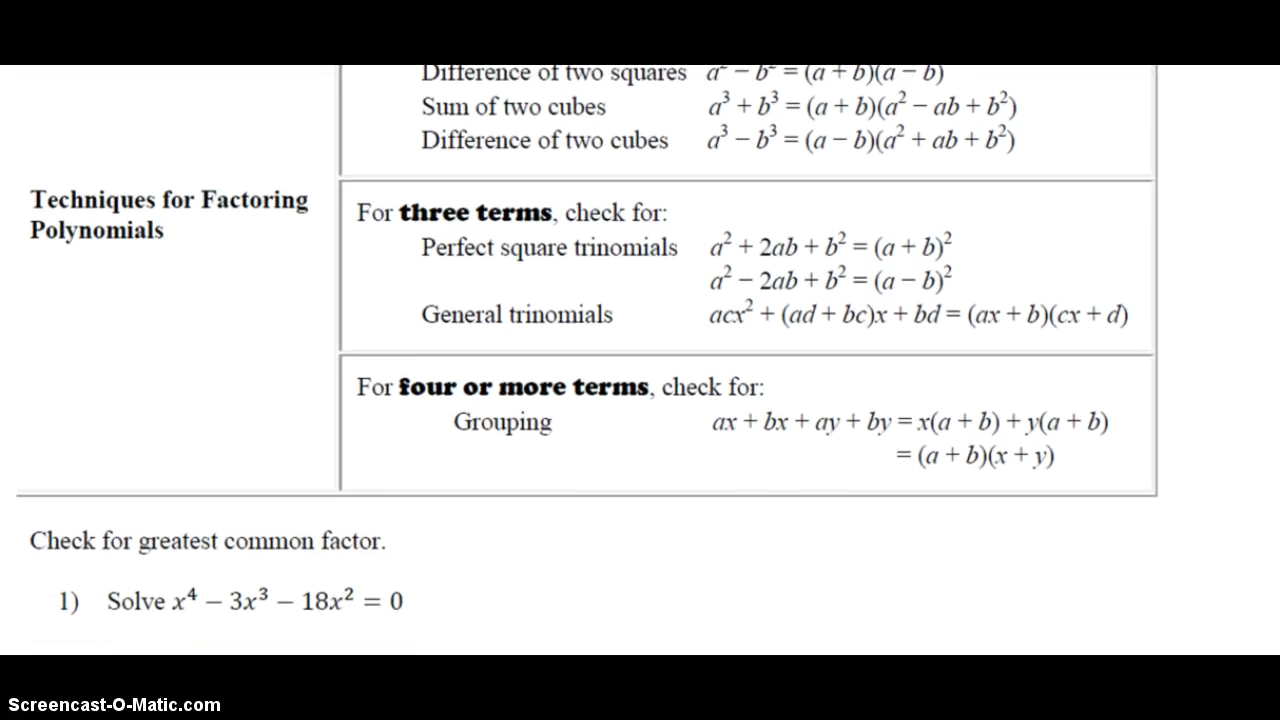 Difference of two squares a² − b² = (a + b)(a − b)
Sum of two cubes a³ + b³ = (a + b)(a² − ab + b²)
Difference of two cubes a³ − b³ = (a − b)(a² + ab + b²)
Techniques for Factoring
Polynomials
For three terms, check for:
Perfect square trinomials a² + 2ab + b² = (a + b)²
a² − 2ab + b² = (a − b)²
General trinomials acx² + (ad + bc)x + bd = (ax + b)(cx + d)
For four or more terms, check for:
Grouping ax + bx + ay + by = x(a + b) + y(a + b)
= (a + b)(x + y)
Check for greatest common factor.
1) Solve x⁴ − 3x³ − 18x² = 0
Screencast-O-Matic.com